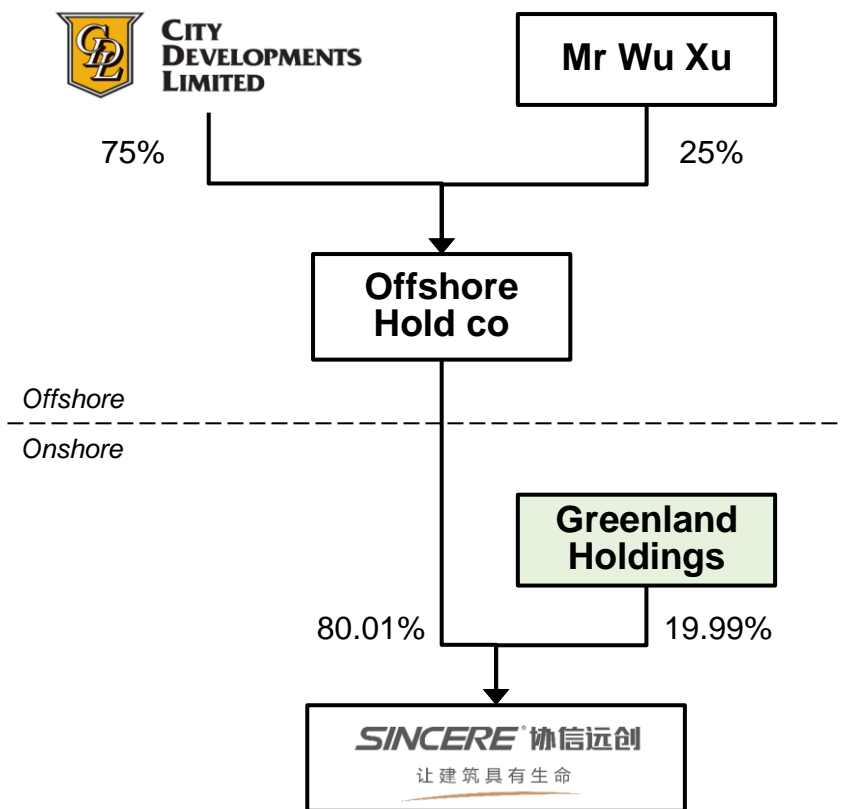 CDL
CITY
DEVELOPMENTS
LIMITED
Mr Wu Xu
75%
25%
Offshore
Hold co
Offshore
Onshore
Greenland
Holdings
80.01%
19.99%
SINCERE 协信远创
让建筑具有生命